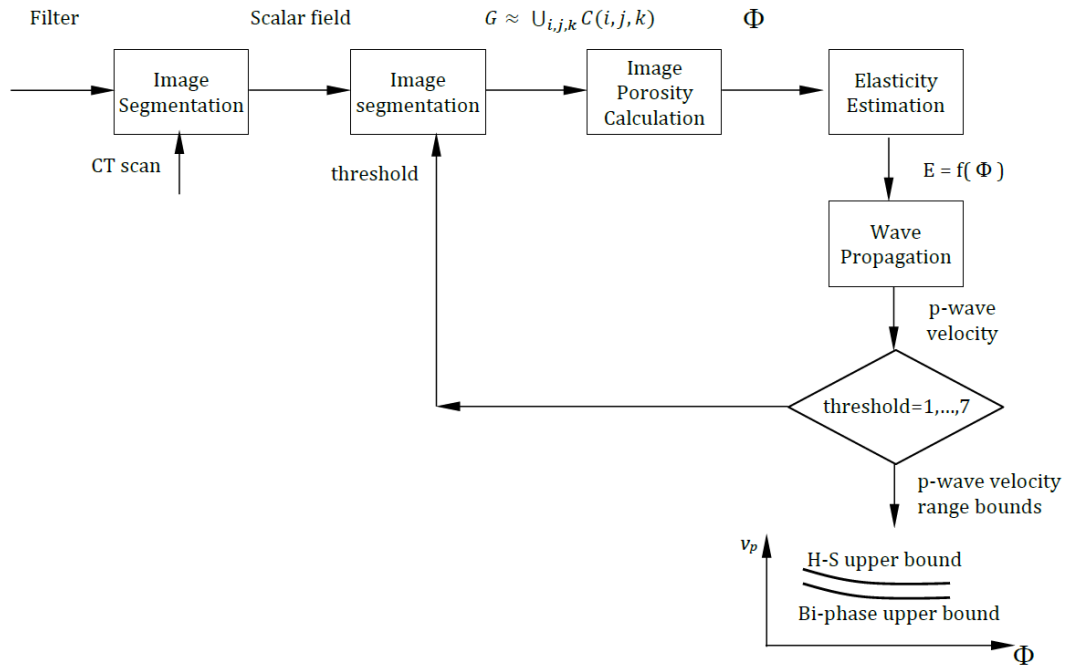 Filter
Scalar field
G ≈ ⋃i,j,k C(i, j, k)
Φ
Image
Segmentation
Image
segmentation
Image
Porosity
Calculation
Elasticity
Estimation
CT scan
threshold
E = f( Φ )
Wave
Propagation
p-wave
velocity
threshold=1,...,7
p-wave velocity
range bounds
vp
H-S upper bound
Bi-phase upper bound
Φ